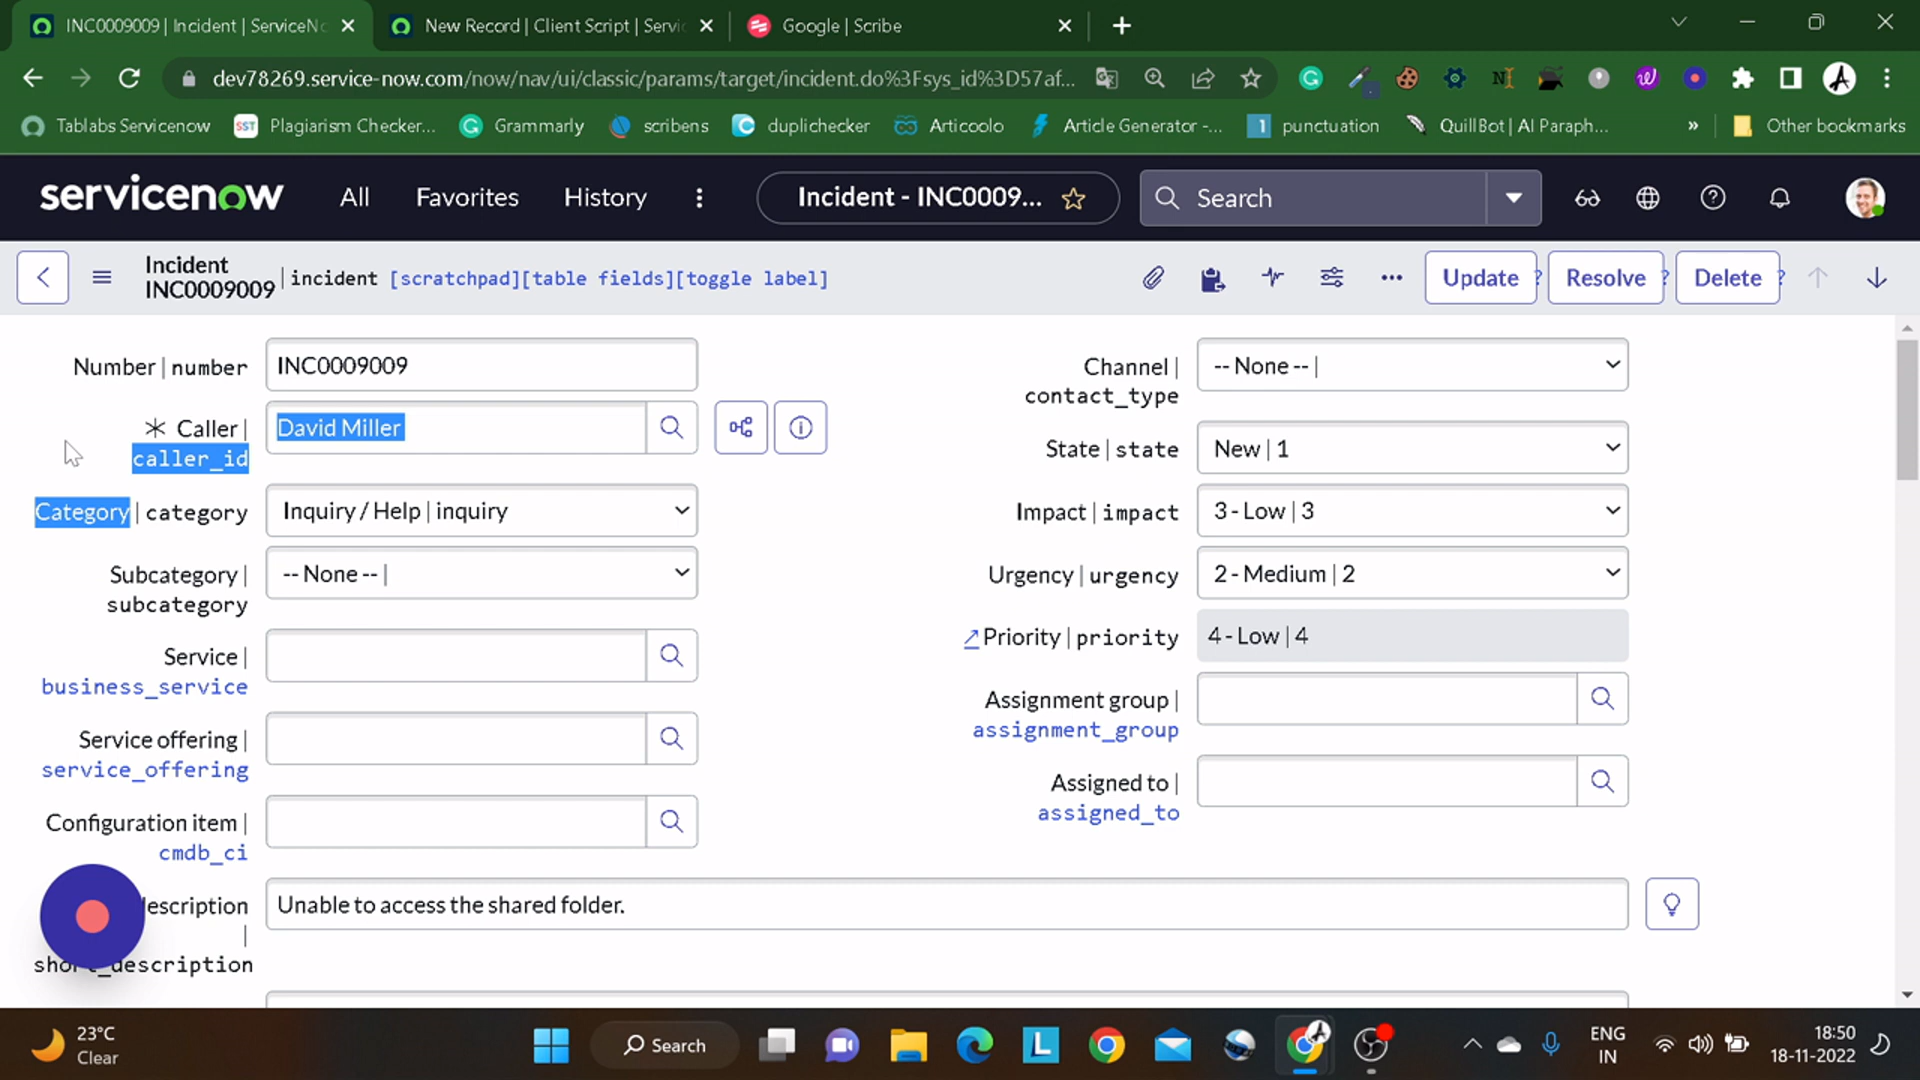 INC0009009 | Incident | ServiceNo
New Record | Client Script | Servic
Google | Scribe
dev78269.service-now.com/now/nav/ui/classic/params/target/incident.do%3Fsys_id%3D57af...
Tablabs Servicenow
SST Plagiarism Checker...
Grammarly
scribens
duplichecker
Articoolo
Article Generator -...
1 punctuation
QuillBot | AI Paraph...
»
Other bookmarks
servicenow
All
Favorites
History
Incident - INC0009...
Search
Incident
INC0009009
incident [scratchpad][table fields][toggle label]
Update ?
Resolve ?
Delete ?
Number | number
INC0009009
Channel |
contact_type
-- None -- |
Caller |
caller_id
David Miller
State | state
New | 1
Category | category
Inquiry / Help | inquiry
Impact | impact
3 - Low | 3
Subcategory |
subcategory
-- None -- |
Urgency | urgency
2 - Medium | 2
Priority | priority
4 - Low | 4
Service |
business_service
Assignment group |
assignment_group
Service offering |
service_offering
Assigned to |
assigned_to
Configuration item |
cmdb_ci
escription
|
short_description
Unable to access the shared folder.
23°C
Clear
Search
ENG
IN
18:50
18-11-2022